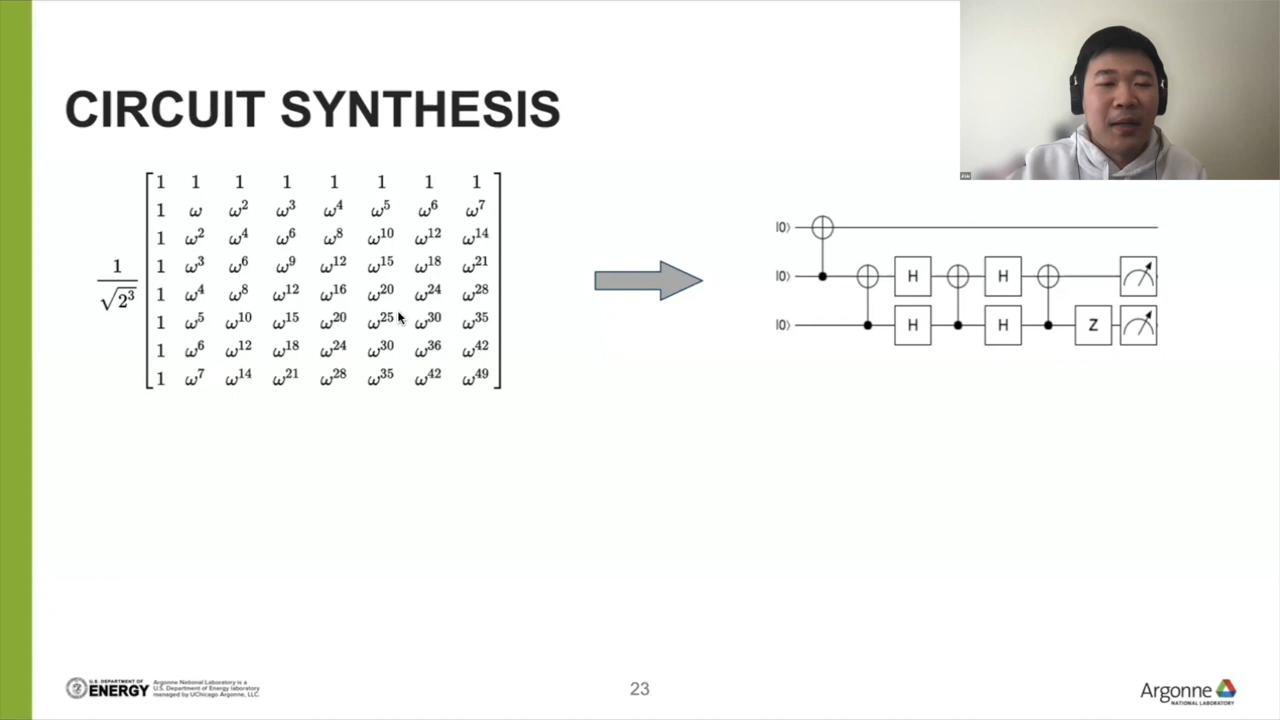 CIRCUIT SYNTHESIS
1 1 1 1 1 1 1 1
1 ω ω² ω³ ω⁴ ω⁵ ω⁶ ω⁷
1 ω² ω⁴ ω⁶ ω⁸ ω¹⁰ ω¹² ω¹⁴
1/√2³ 1 ω³ ω⁶ ω⁹ ω¹² ω¹⁵ ω¹⁸ ω²¹
1 ω⁴ ω⁸ ω¹² ω¹⁶ ω²⁰ ω²⁴ ω²⁸
1 ω⁵ ω¹⁰ ω¹⁵ ω²⁰ ω²⁵ ω³⁰ ω³⁵
1 ω⁶ ω¹² ω¹⁸ ω²⁴ ω³⁰ ω³⁶ ω⁴²
1 ω⁷ ω¹⁴ ω²¹ ω²⁸ ω³⁵ ω⁴² ω⁴⁹
|0⟩
|0⟩ H H
|0⟩ H H Z
U.S. DEPARTMENT OF
ENERGY
Argonne National Laboratory is a
U.S. Department of Energy laboratory
managed by UChicago Argonne, LLC.
23
Argonne
NATIONAL LABORATORY